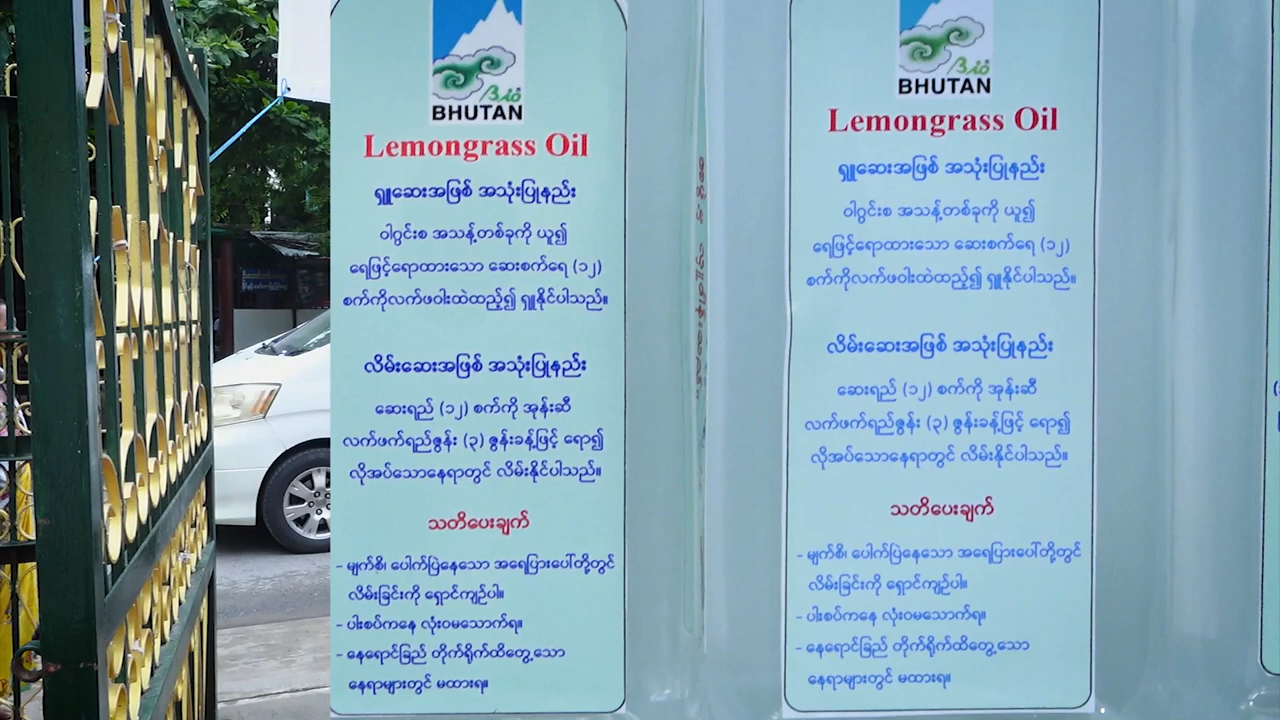 Bio
BHUTAN
Lemongrass Oil
ရှူဆေးအဖြစ် အသုံးပြုနည်း
ဝါဂွင်းစ အသန့်တစ်ခုကို ယူ၍
ရေဖြင့်ရောထားသော ဆေးစက်ရေ (၁၂)
စက်ကိုလက်ဖဝါးထဲထည့်၍ ရှူနိုင်ပါသည်။
လိမ်းဆေးအဖြစ် အသုံးပြုနည်း
ဆေးရည် (၁၂) စက်ကို အုန်းဆီ
လက်ဖက်ရည်ဇွန်း (၃) ဇွန်းခန့်ဖြင့် ရော၍
လိုအပ်သောနေရာတွင် လိမ်းနိုင်ပါသည်။
သတိပေးချက်
- မျက်စိ၊ ပေါက်ပြဲနေသော အရေပြားပေါ်တို့တွင်
လိမ်းခြင်းကို ရှောင်ကျဉ်ပါ။
- ပါးစပ်ကနေ လုံးဝမသောက်ရ။
- နေရောင်ခြည် တိုက်ရိုက်ထိတွေ့သော
နေရာများတွင် မထားရ။
Bio
BHUTAN
Lemongrass Oil
ရှူဆေးအဖြစ် အသုံးပြုနည်း
ဝါဂွင်းစ အသန့်တစ်ခုကို ယူ၍
ရေဖြင့်ရောထားသော ဆေးစက်ရေ (၁၂)
စက်ကိုလက်ဖဝါးထဲထည့်၍ ရှူနိုင်ပါသည်။
လိမ်းဆေးအဖြစ် အသုံးပြုနည်း
ဆေးရည် (၁၂) စက်ကို အုန်းဆီ
လက်ဖက်ရည်ဇွန်း (၃) ဇွန်းခန့်ဖြင့် ရော၍
လိုအပ်သောနေရာတွင် လိမ်းနိုင်ပါသည်။
သတိပေးချက်
- မျက်စိ၊ ပေါက်ပြဲနေသော အရေပြားပေါ်တို့တွင်
လိမ်းခြင်းကို ရှောင်ကျဉ်ပါ။
- ပါးစပ်ကနေ လုံးဝမသောက်ရ။
- နေရောင်ခြည် တိုက်ရိုက်ထိတွေ့သော
နေရာများတွင် မထားရ။